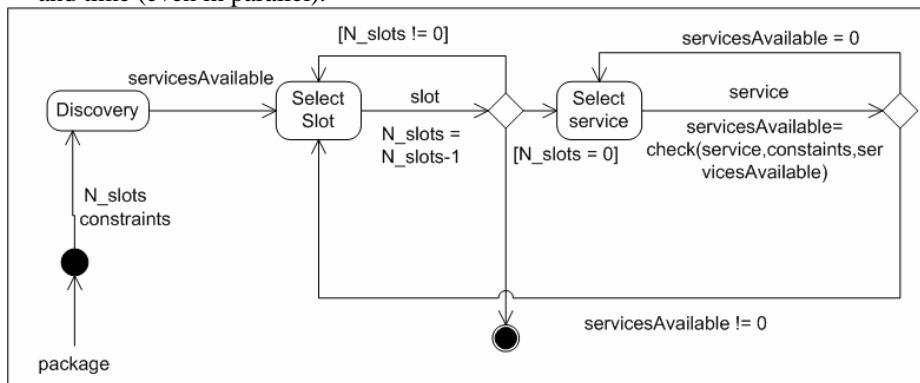 and time (even in parallel).
[N_slots != 0]
servicesAvailable = 0
servicesAvailable
Discovery
Select
Slot
slot
N_slots =
N_slots-1
Select
service
[N_slots = 0]
service
servicesAvailable=
check(service,constaints,ser
vicesAvailable)
N_slots
constraints
servicesAvailable != 0
package